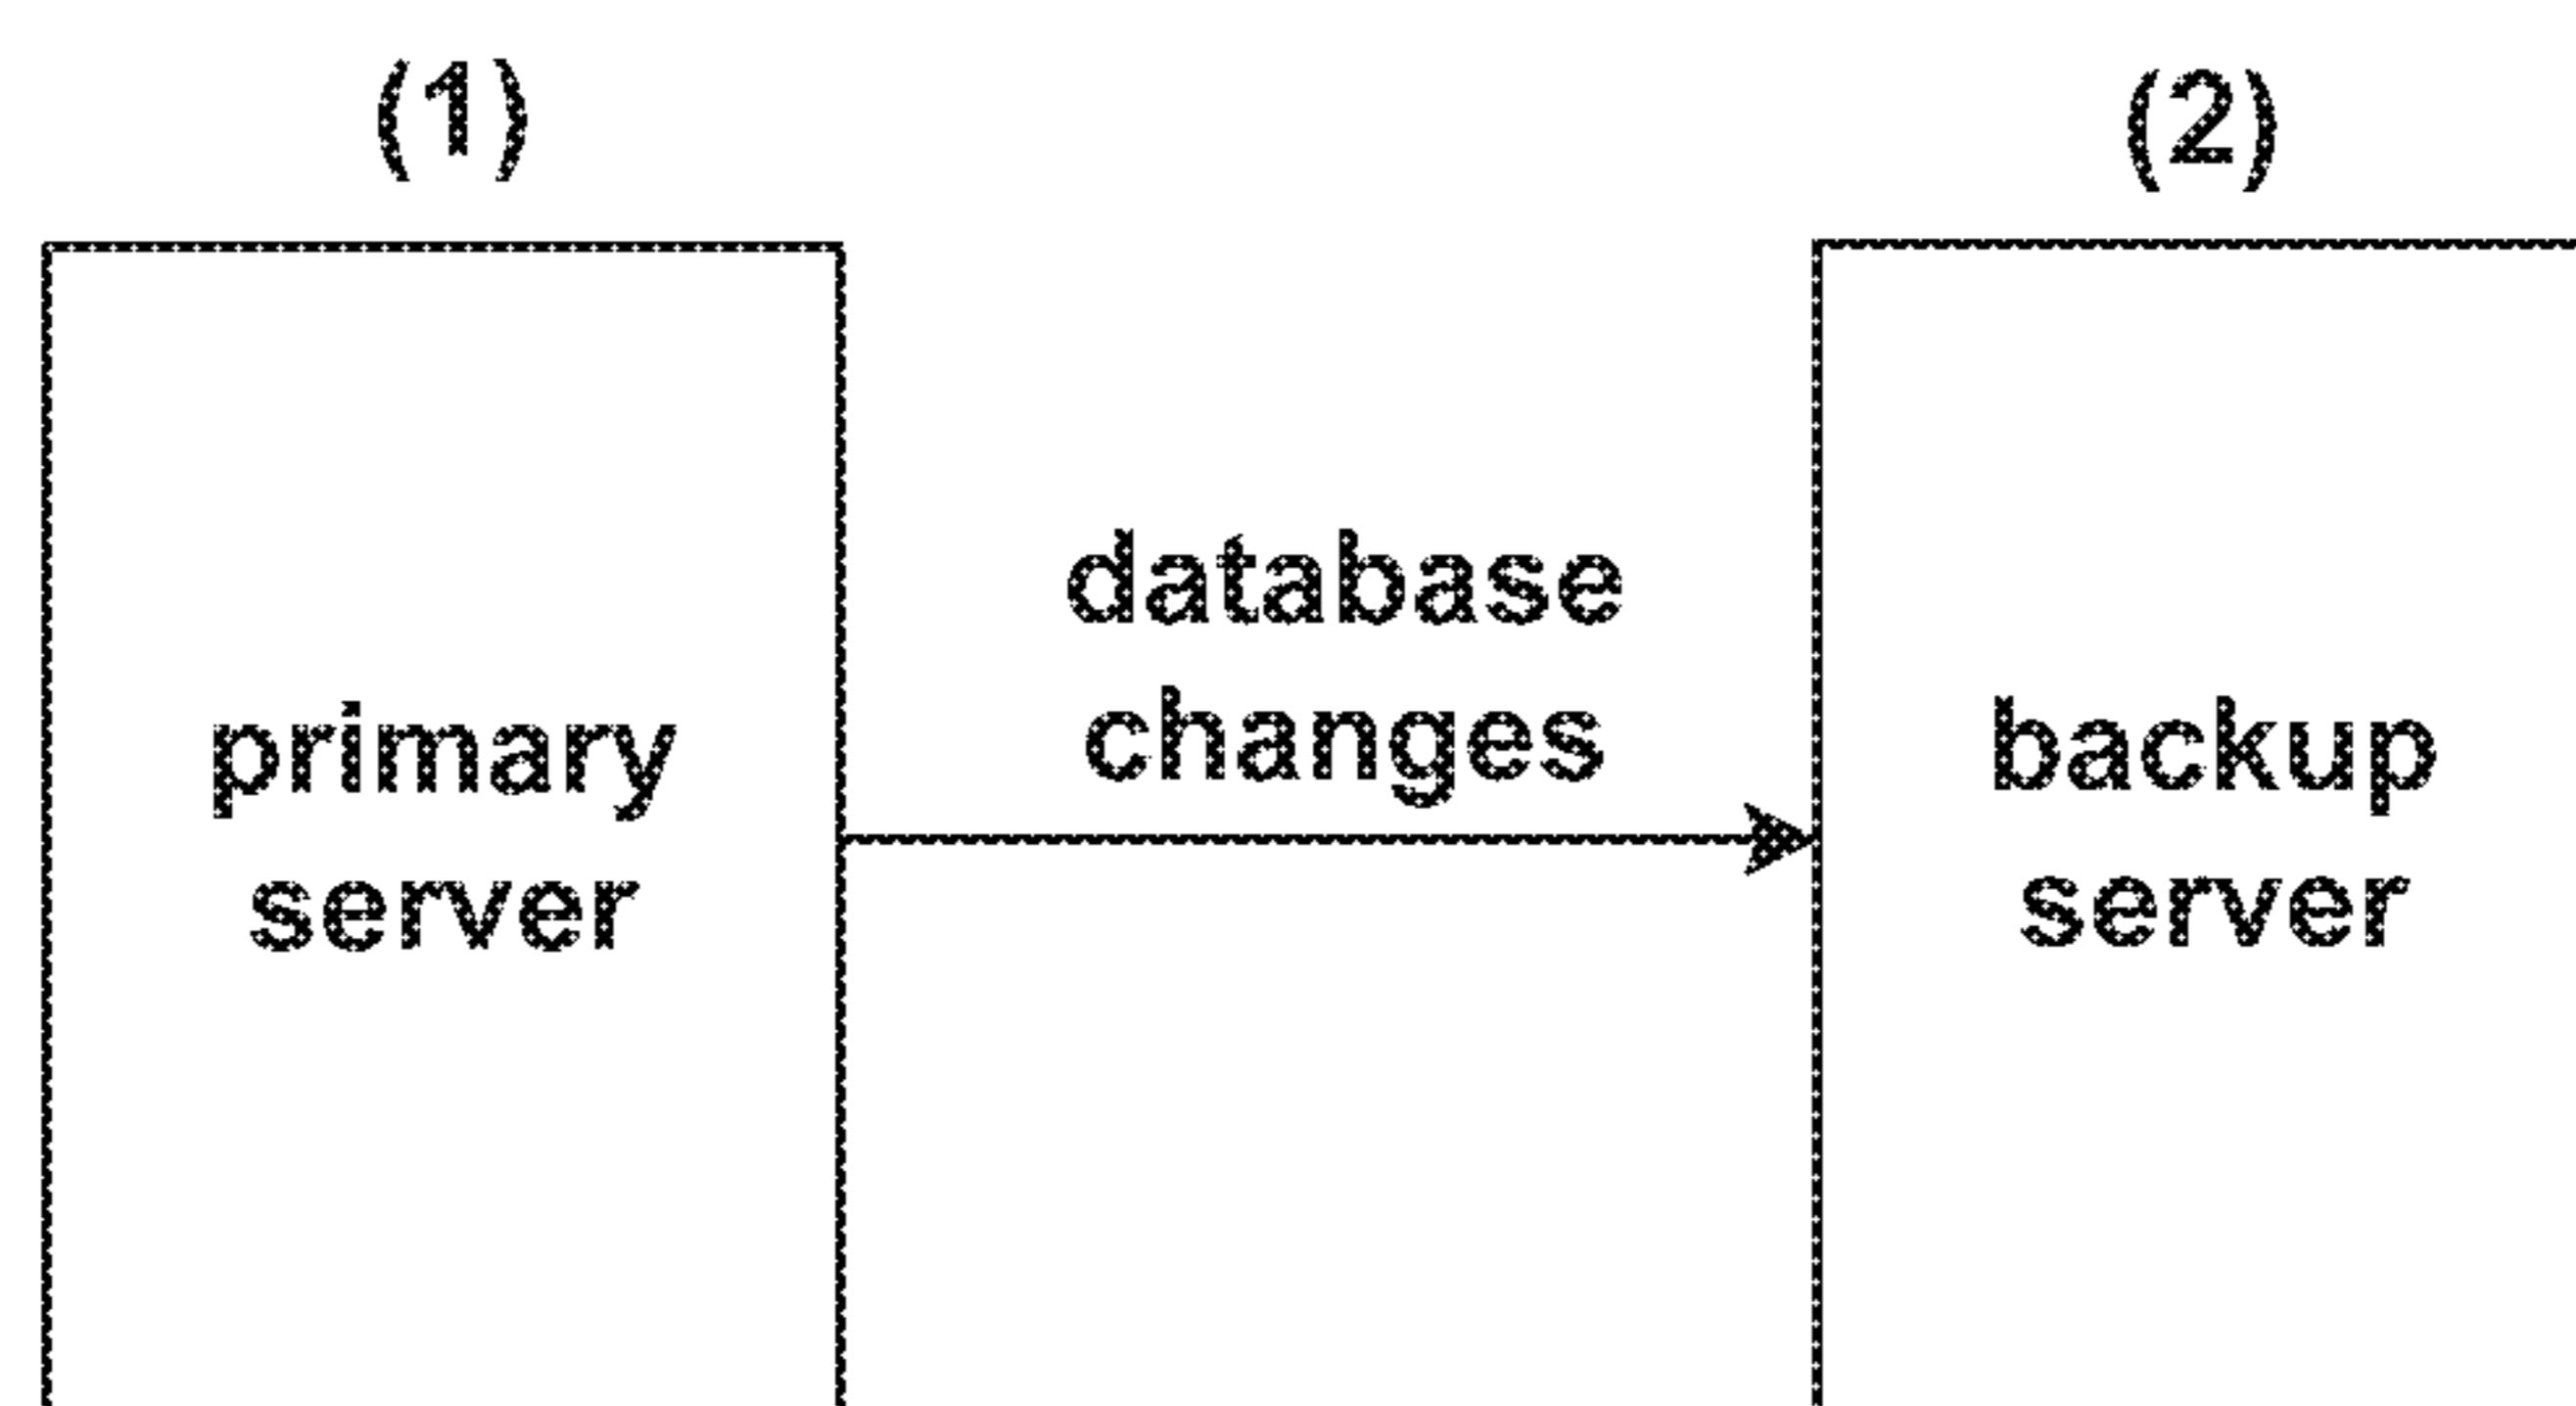 (1)
(2)
primary
server
database
changes
backup
server